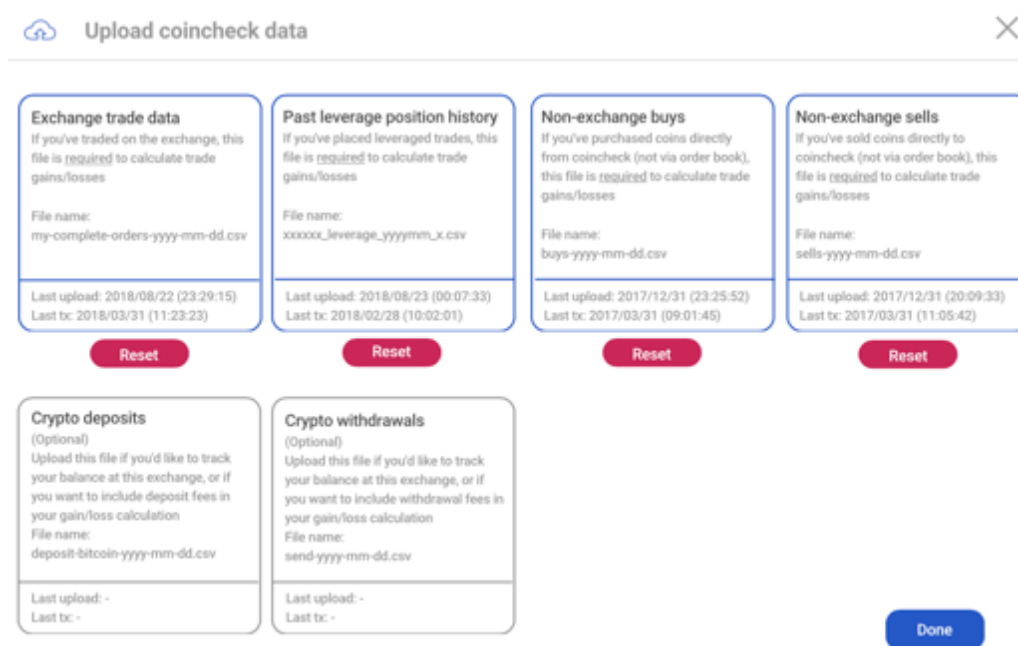 Upload coincheck data
Exchange trade data
If you've traded on the exchange, this
file is required to calculate trade
gains/losses
File name:
my-complete-orders-yyyy-mm-dd.csv
Last upload: 2018/08/22 (23:29:15)
Last tx: 2018/03/31 (11:23:23)
Reset
Past leverage position history
If you've placed leveraged trades, this
file is required to calculate trade
gains/losses
File name:
xxxxxx_leverage_yyyymm_x.csv
Last upload: 2018/08/23 (00:07:33)
Last tx: 2018/02/28 (10:02:01)
Reset
Non-exchange buys
If you've purchased coins directly
from coincheck (not via order book),
this file is required to calculate trade
gains/losses
File name:
buys-yyyy-mm-dd.csv
Last upload: 2017/12/31 (23:25:52)
Last tx: 2017/03/31 (09:01:45)
Reset
Non-exchange sells
If you've sold coins directly to
coincheck (not via order book), this
file is required to calculate trade
gains/losses
File name:
sells-yyyy-mm-dd.csv
Last upload: 2017/12/31 (20:09:33)
Last tx: 2017/03/31 (11:05:42)
Reset
Crypto deposits
(Optional)
Upload this file if you'd like to track
your balance at this exchange, or if
you want to include deposit fees in
your gain/loss calculation
File name:
deposit-bitcoin-yyyy-mm-dd.csv
Last upload: -
Last tx: -
Crypto withdrawals
(Optional)
Upload this file if you'd like to track
your balance at this exchange, or if
you want to include withdrawal fees in
your gain/loss calculation
File name:
send-yyyy-mm-dd.csv
Last upload: -
Last tx: -
Done